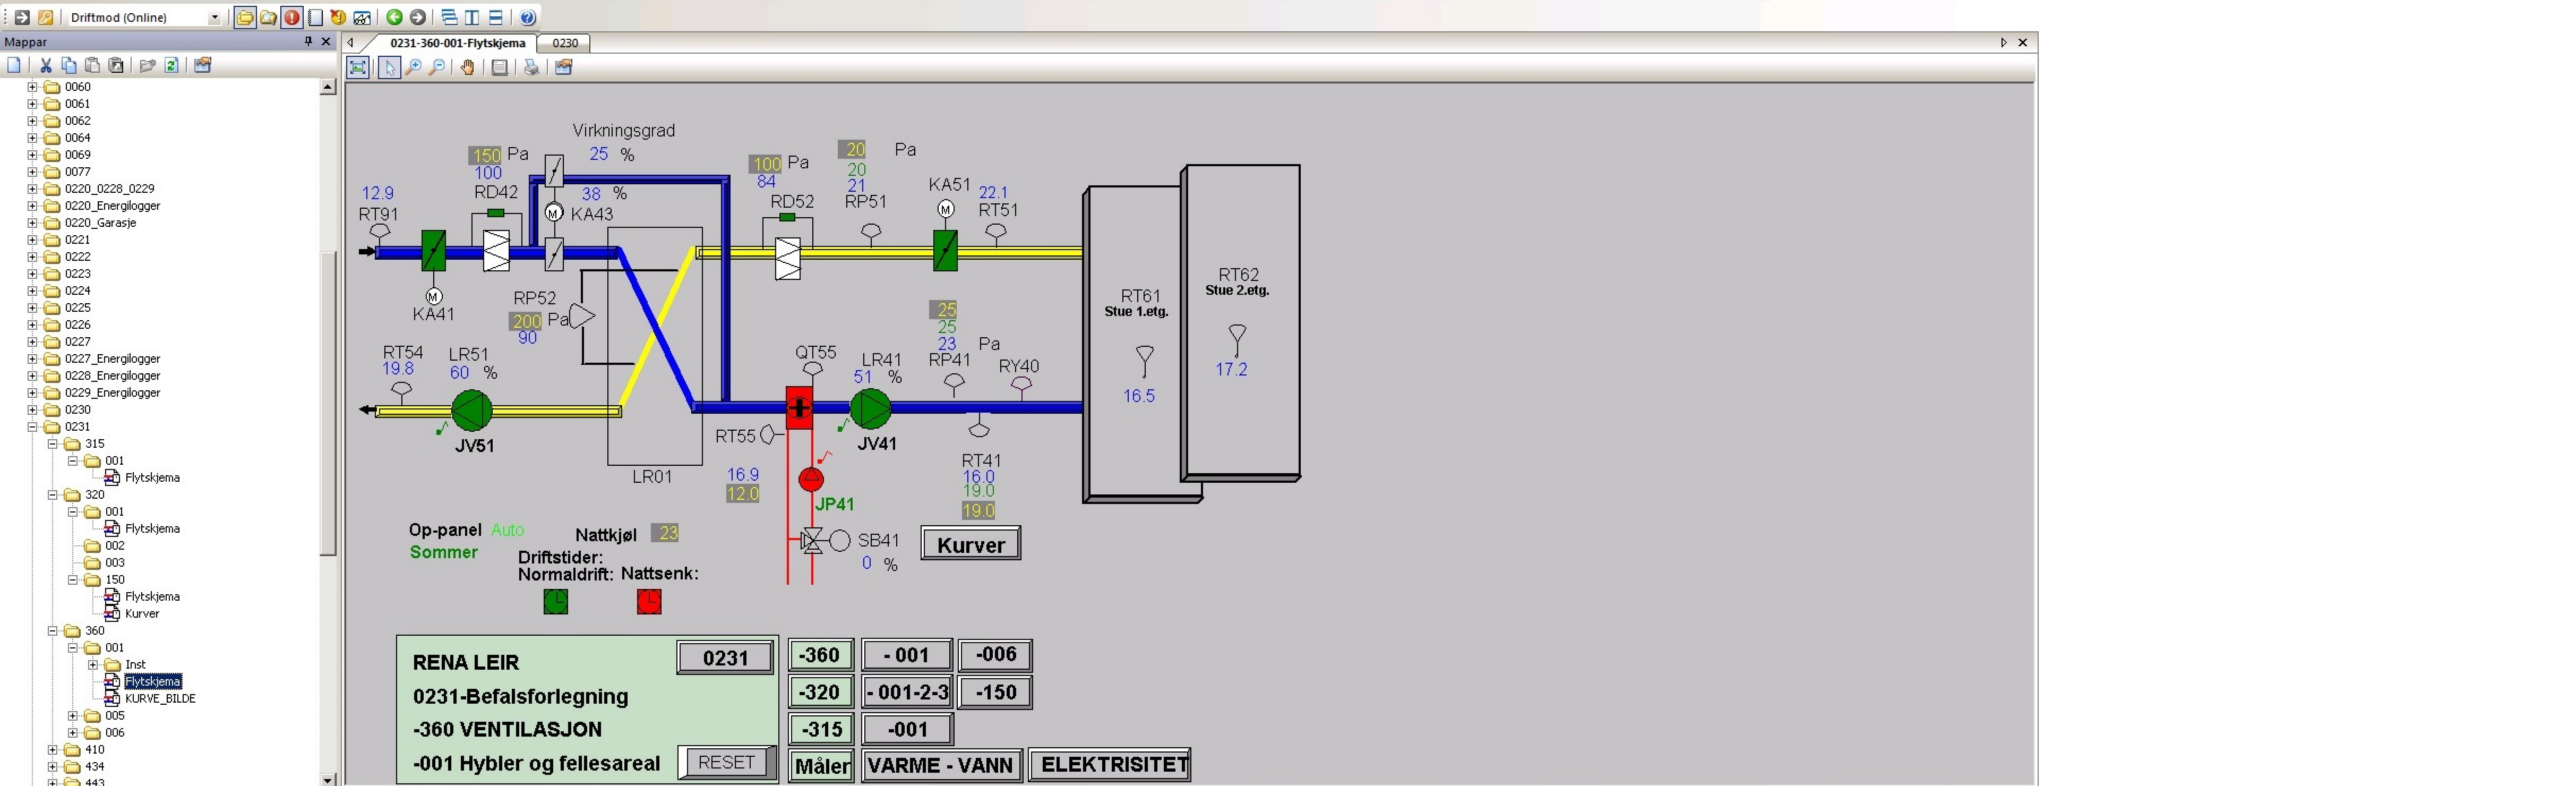 Driftmod (Online)
Mappar
0231-360-001-Flytskjema
0230
0060
0061
0062
0064
0069
0077
0220_0228_0229
0220_Energilogger
0220_Garasje
0221
0222
0223
0224
0225
0226
0227
0227_Energilogger
0228_Energilogger
0229_Energilogger
0230
0231
315
001
Flytskjema
320
001
Flytskjema
002
003
150
Flytskjema
Kurver
360
001
Inst
Flytskjema
KURVE_BILDE
005
006
410
434
443
Virkningsgrad
25 %
150 Pa
100
RD42
38 %
KA43
12.9
RT91
KA41
100 Pa
84
RD52
20 Pa
20
21
RP51
KA51
22.1
RT51
RP52
200 Pa
90
RT54
19.8
LR51
60 %
JV51
LR01
QT55
LR41
51 %
JV41
25
25
23 Pa
RP41
RY40
RT55
16.9
12.0
JP41
RT41
16.0
19.0
19.0
SB41
0 %
Kurver
RT61
Stue 1.etg.
16.5
RT62
Stue 2.etg.
17.2
Op-panel Auto
Sommer
Nattkjøl 23
Driftstider:
Normaldrift: Nattsenk:
RENA LEIR
0231
0231-Befalsforlegning
-360 VENTILASJON
-001 Hybler og fellesareal
RESET
-360 - 001 -006
-320 - 001-2-3 -150
-315 -001
Måler VARME - VANN ELEKTRISITET